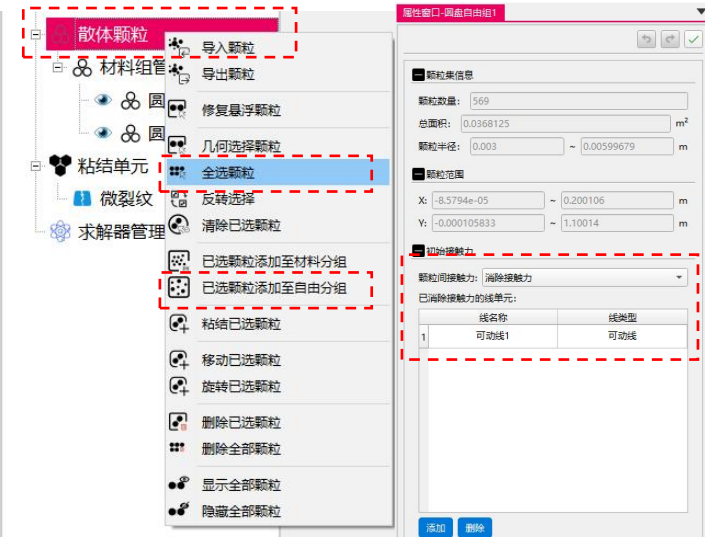 散体颗粒
材料组管
圆
圆
粘结单元
微裂纹
求解器管理
导入颗粒
导出颗粒
修复悬浮颗粒
几何选择颗粒
全选颗粒
反转选择
清除已选颗粒
已选颗粒添加至材料分组
已选颗粒添加至自由分组
粘结已选颗粒
移动已选颗粒
旋转已选颗粒
删除已选颗粒
删除全部颗粒
显示全部颗粒
隐藏全部颗粒
属性窗口-圆盘自由组1
颗粒集信息
颗粒数量: 569
总面积: 0.0368125 m²
颗粒半径: 0.003 ~ 0.00599679 m
颗粒范围
X: -8.5794e-05 ~ 0.200106 m
Y: -0.000105833 ~ 1.10014 m
初始接触力
颗粒间接触力: 消除接触力
已消除接触力的线单元:
线名称 线类型
1 可动线1 可动线
添加 删除